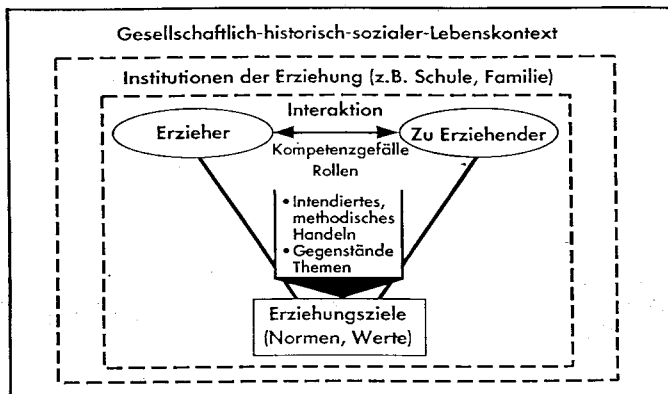 Gesellschaftlich-historisch-sozialer-Lebenskontext
Institutionen der Erziehung (z.B. Schule, Familie)
Interaktion
Erzieher
Zu Erziehender
Kompetenzgefälle
Rollen
• Intendiertes,
methodisches
Handeln
• Gegenstände
Themen
Erziehungsziele
(Normen, Werte)